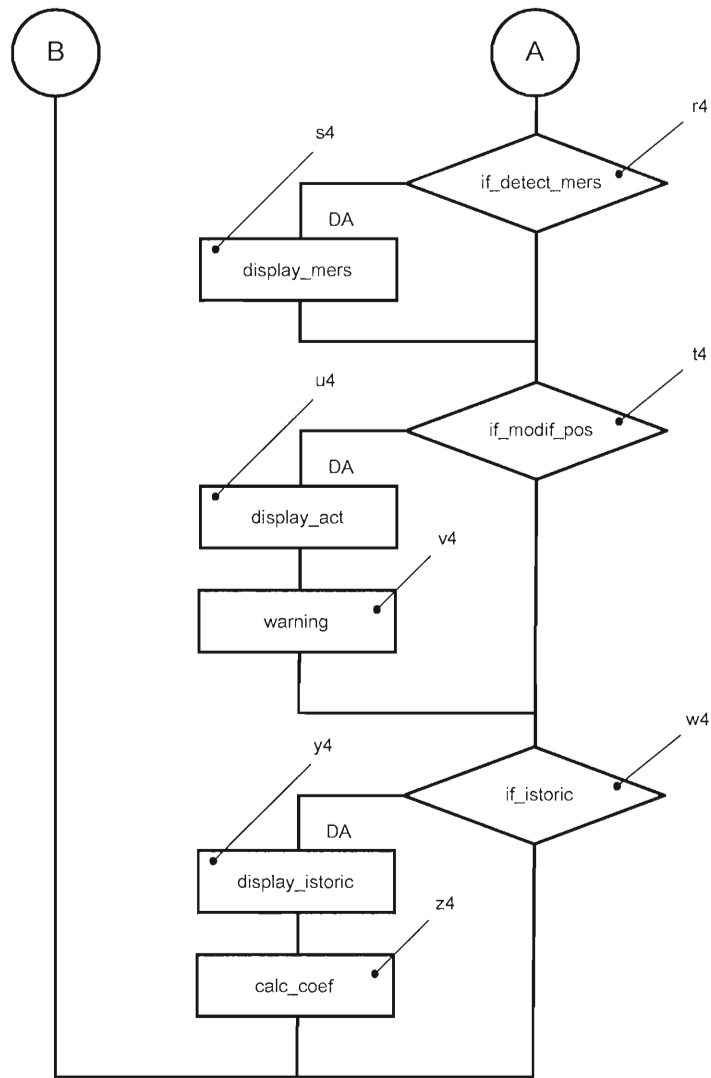 B
A
r4
s4
if_detect_mers
DA
display_mers
t4
u4
if_modif_pos
DA
display_act
v4
warning
w4
y4
if_istoric
DA
display_istoric
z4
calc_coef